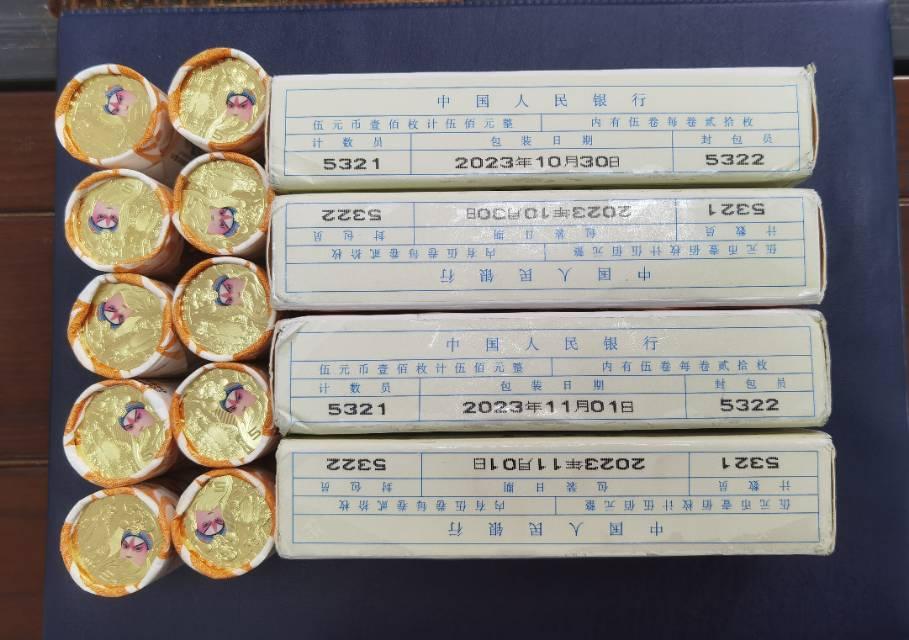 中国人民银行
伍元币壹佰枚计伍佰元整 内有伍卷每卷贰拾枚
计数员 包装日期 封包员
5321 2023年10月30日 5322
中国人民银行
伍元币壹佰枚计伍佰元整 内有伍卷每卷贰拾枚
计数员 包装日期 封包员
5321 2023年10月30日 5322
中国人民银行
伍元币壹佰枚计伍佰元整 内有伍卷每卷贰拾枚
计数员 包装日期 封包员
5321 2023年11月01日 5322
中国人民银行
伍元币壹佰枚计伍佰元整 内有伍卷每卷贰拾枚
计数员 包装日期 封包员
5321 2023年11月01日 5322